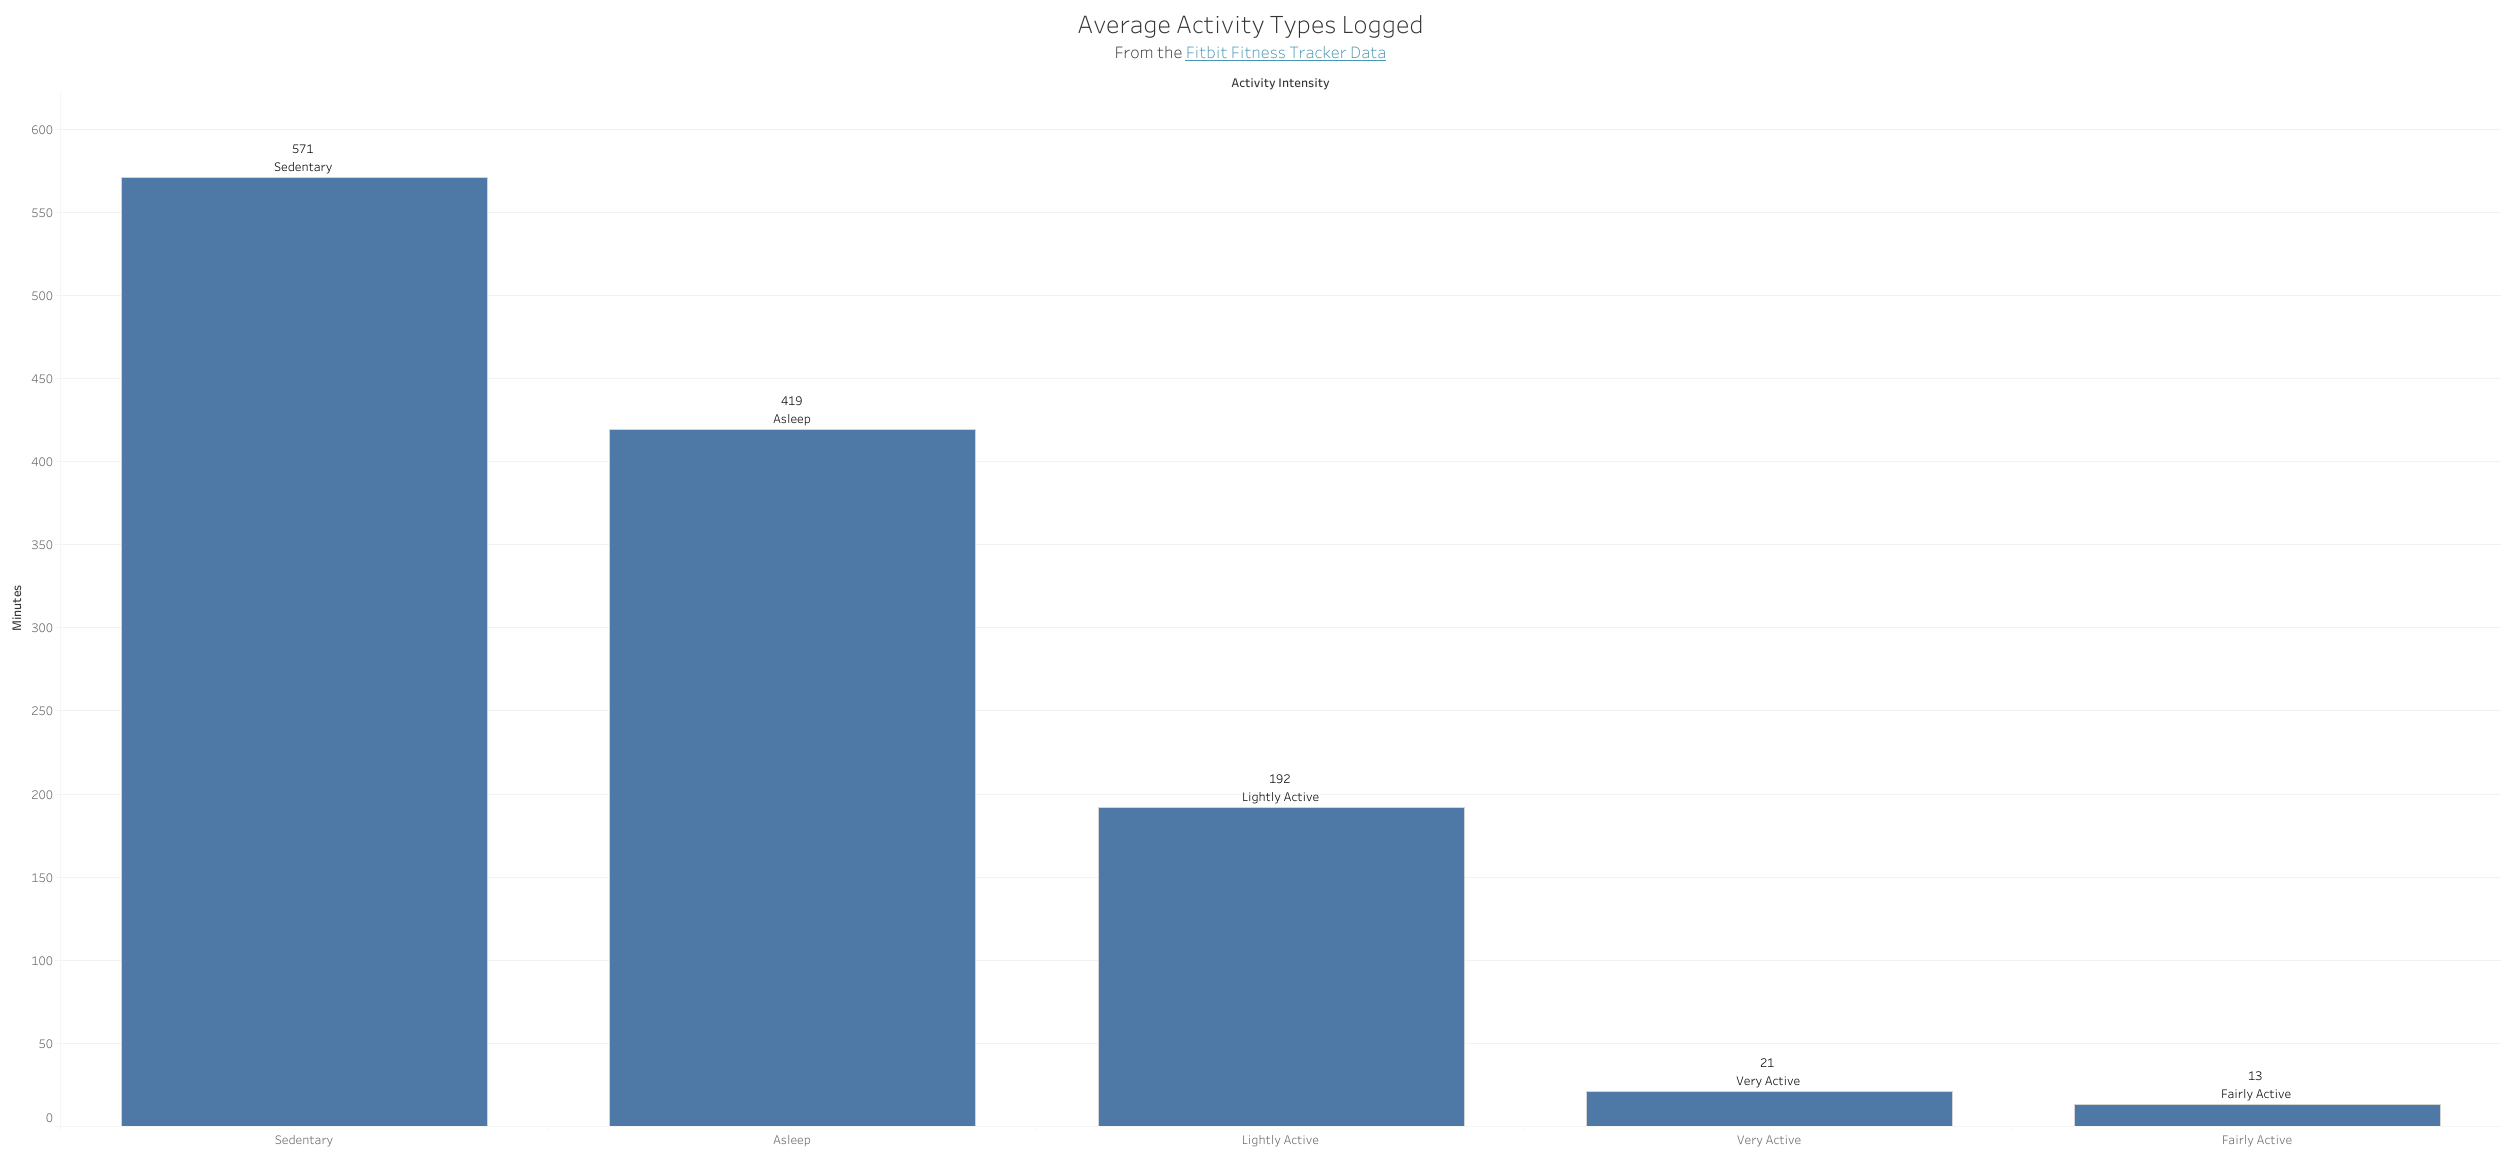 Average Activity Types Logged
From the Fitbit Fitness Tracker Data
Activity Intensity
Minutes
600
550
500
450
400
350
300
250
200
150
100
50
0
571
Sedentary
419
Asleep
192
Lightly Active
21
Very Active
13
Fairly Active
Sedentary
Asleep
Lightly Active
Very Active
Fairly Active